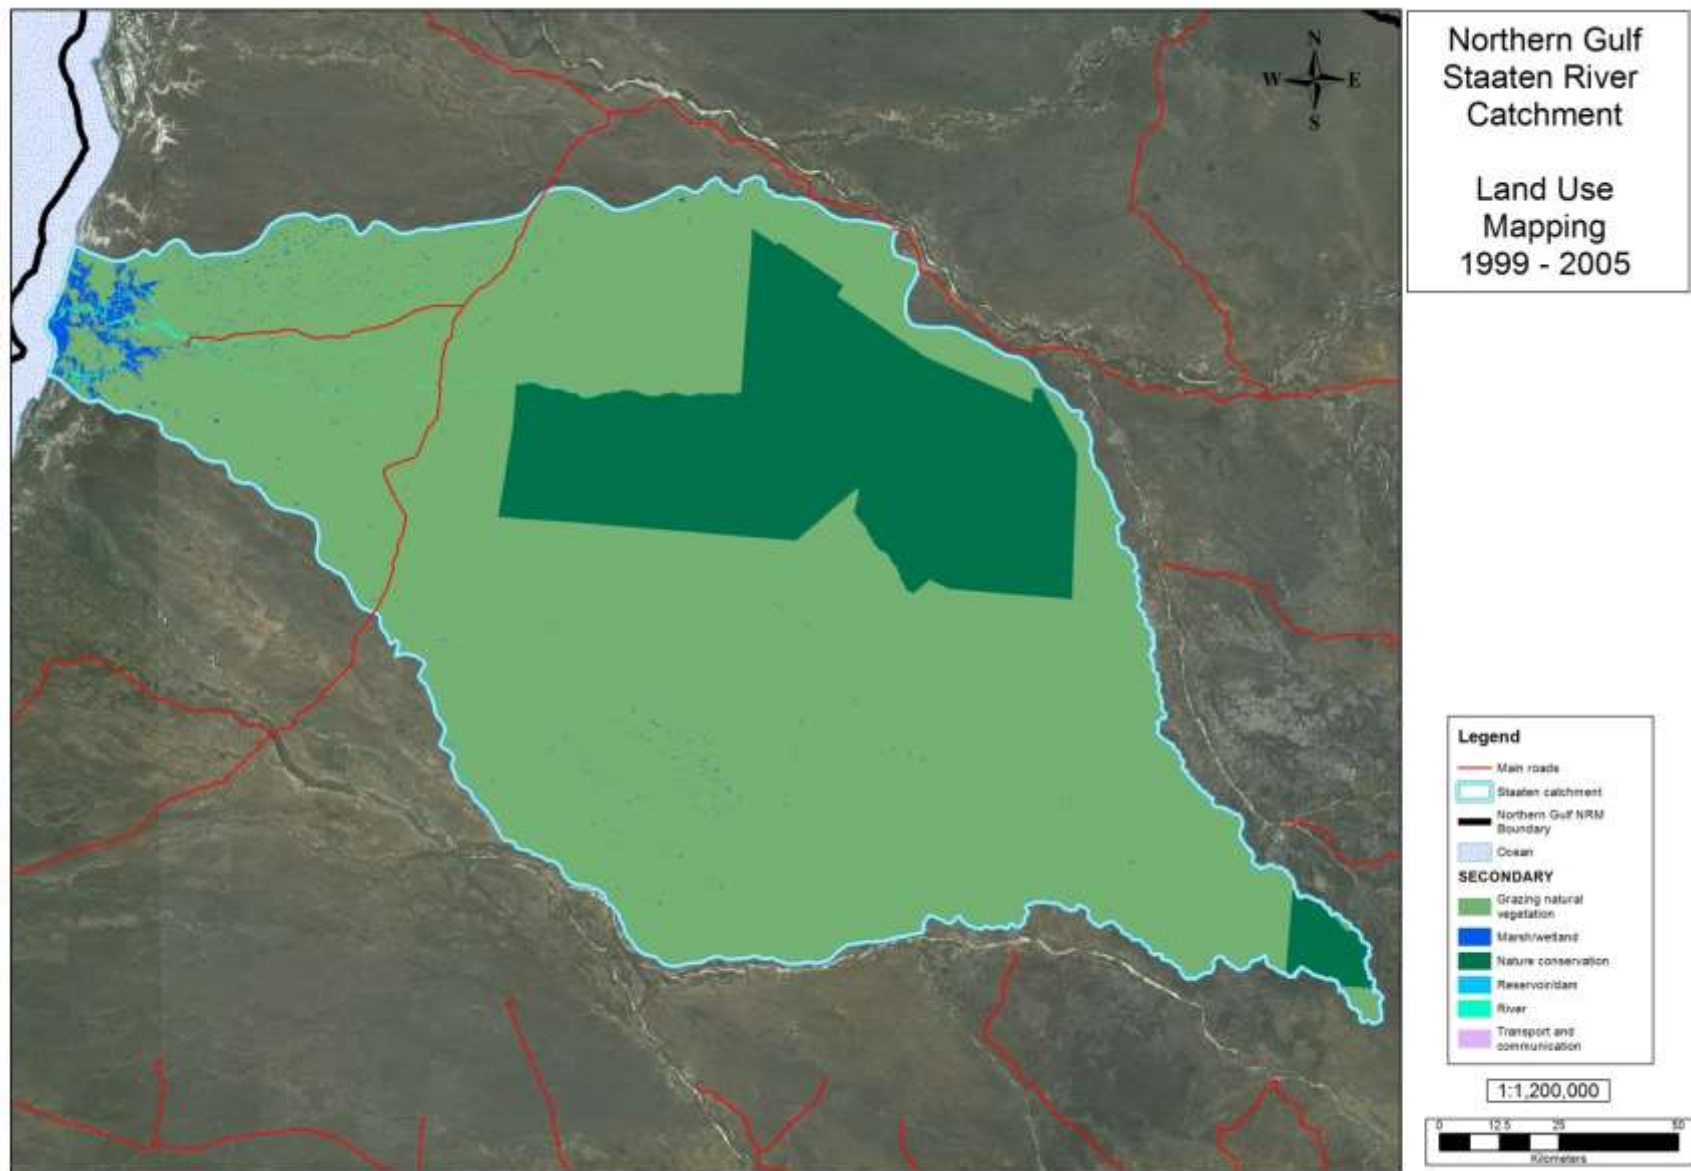 Northern Gulf
Staaten River
Catchment
Land Use
Mapping
1999 - 2005
N
W E
S
Legend
Main roads
Staaten catchment
Northern Gulf NRM
Boundary
Ocean
SECONDARY
Grazing natural
vegetation
Marsh/wetland
Nature conservation
Reservoir/dam
River
Transport and
communication
1:1,200,000
0 12.5 25 50
Kilometers